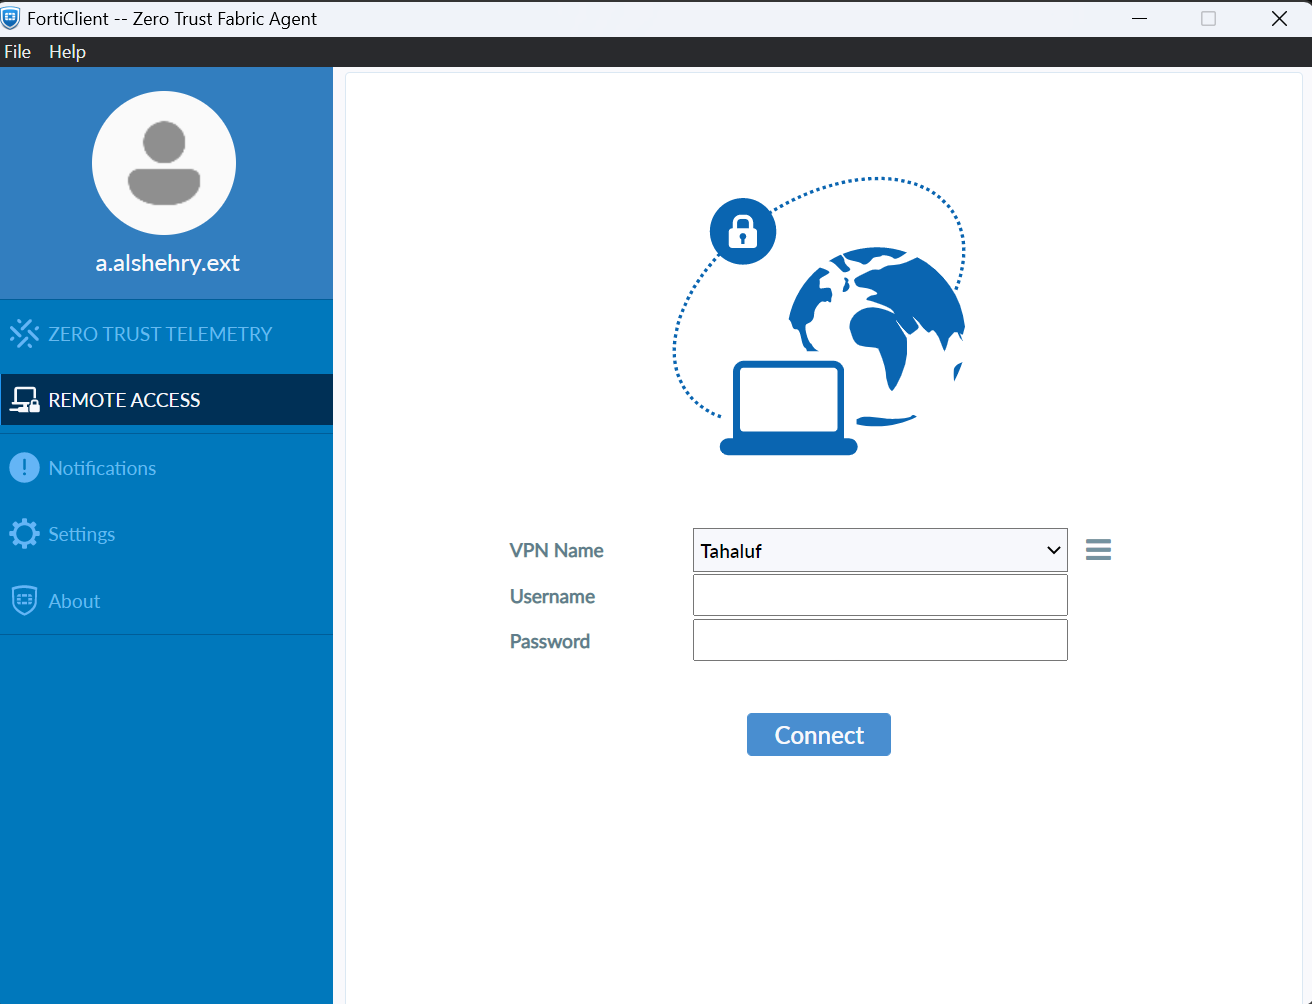 FortiClient -- Zero Trust Fabric Agent
File Help
a.alshehry.ext
ZERO TRUST TELEMETRY
REMOTE ACCESS
Notifications
Settings
About
VPN Name
Tahaluf
Username
Password
Connect